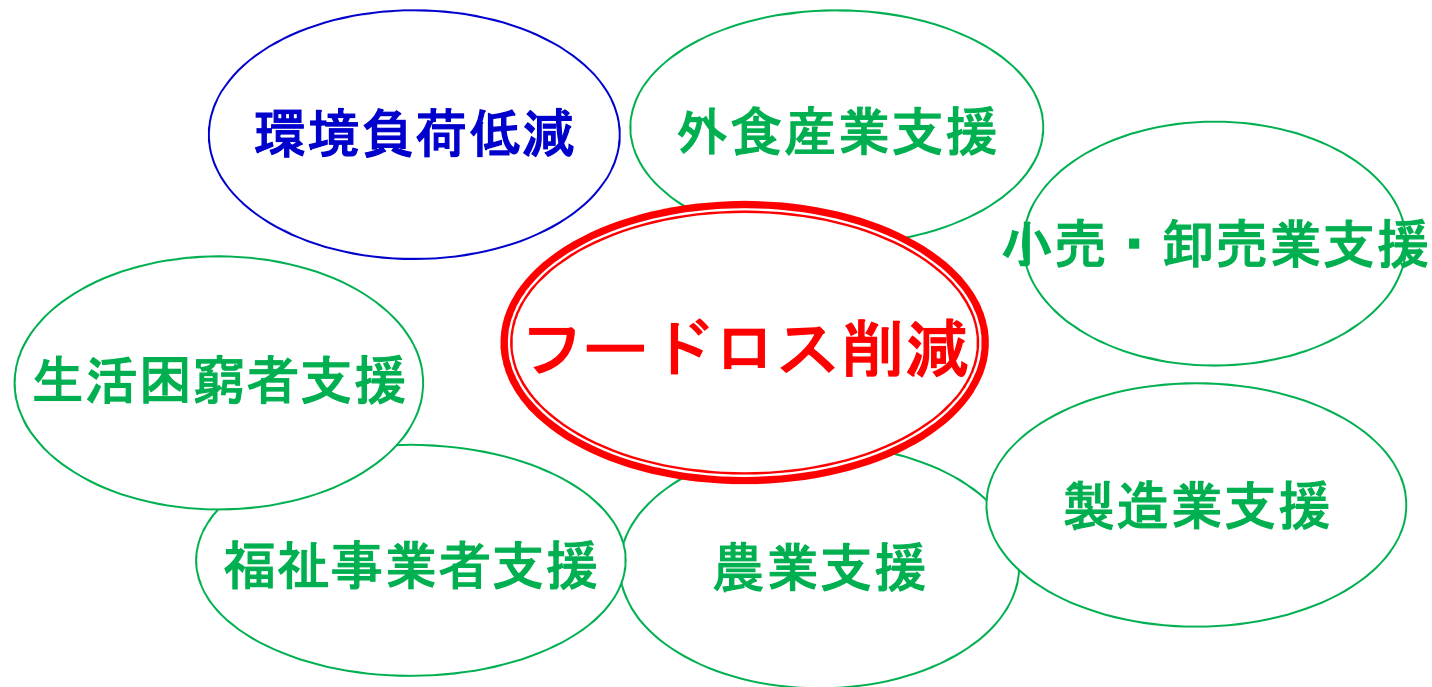 環境負荷低減
外食産業支援
小売・卸売業支援
フードロス削減
生活困窮者支援
製造業支援
福祉事業者支援
農業支援